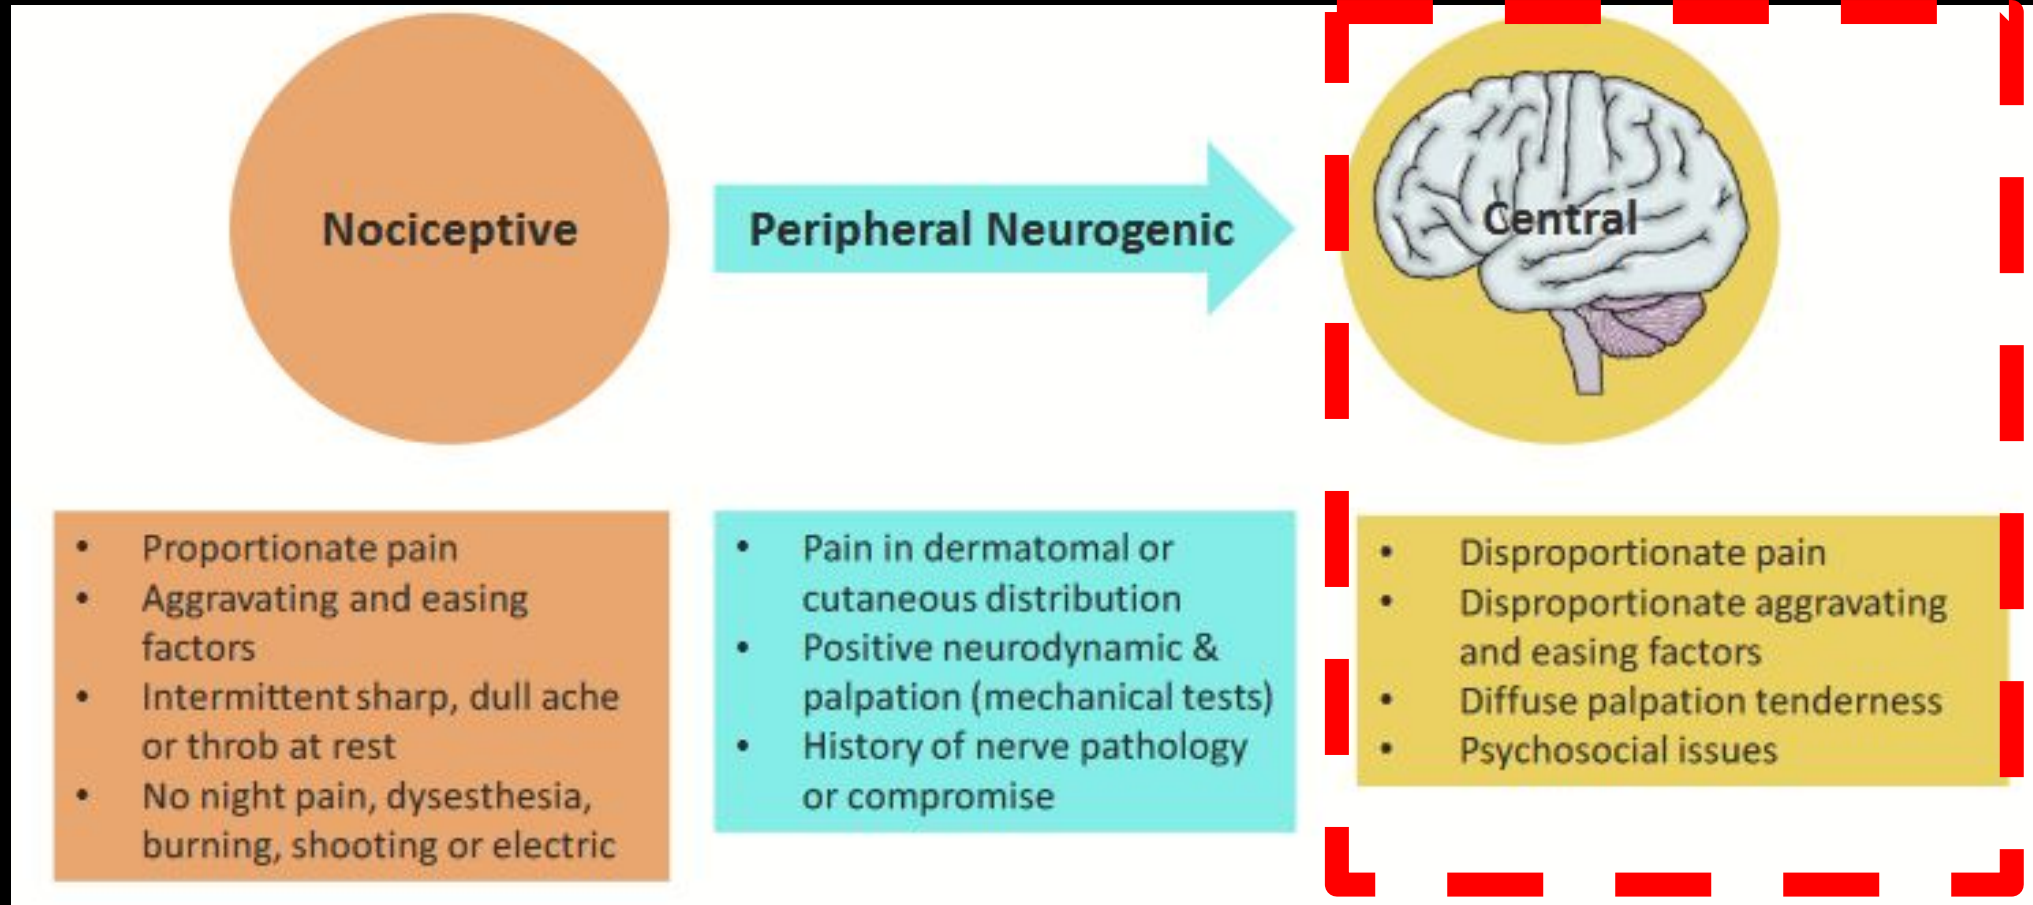 Nociceptive
Peripheral Neurogenic
Central
• Proportionate pain
• Aggravating and easing
factors
• Intermittent sharp, dull ache
or throb at rest
• No night pain, dysesthesia,
burning, shooting or electric
• Pain in dermatomal or
cutaneous distribution
• Positive neurodynamic &
palpation (mechanical tests)
• History of nerve pathology
or compromise
• Disproportionate pain
• Disproportionate aggravating
and easing factors
• Diffuse palpation tenderness
• Psychosocial issues